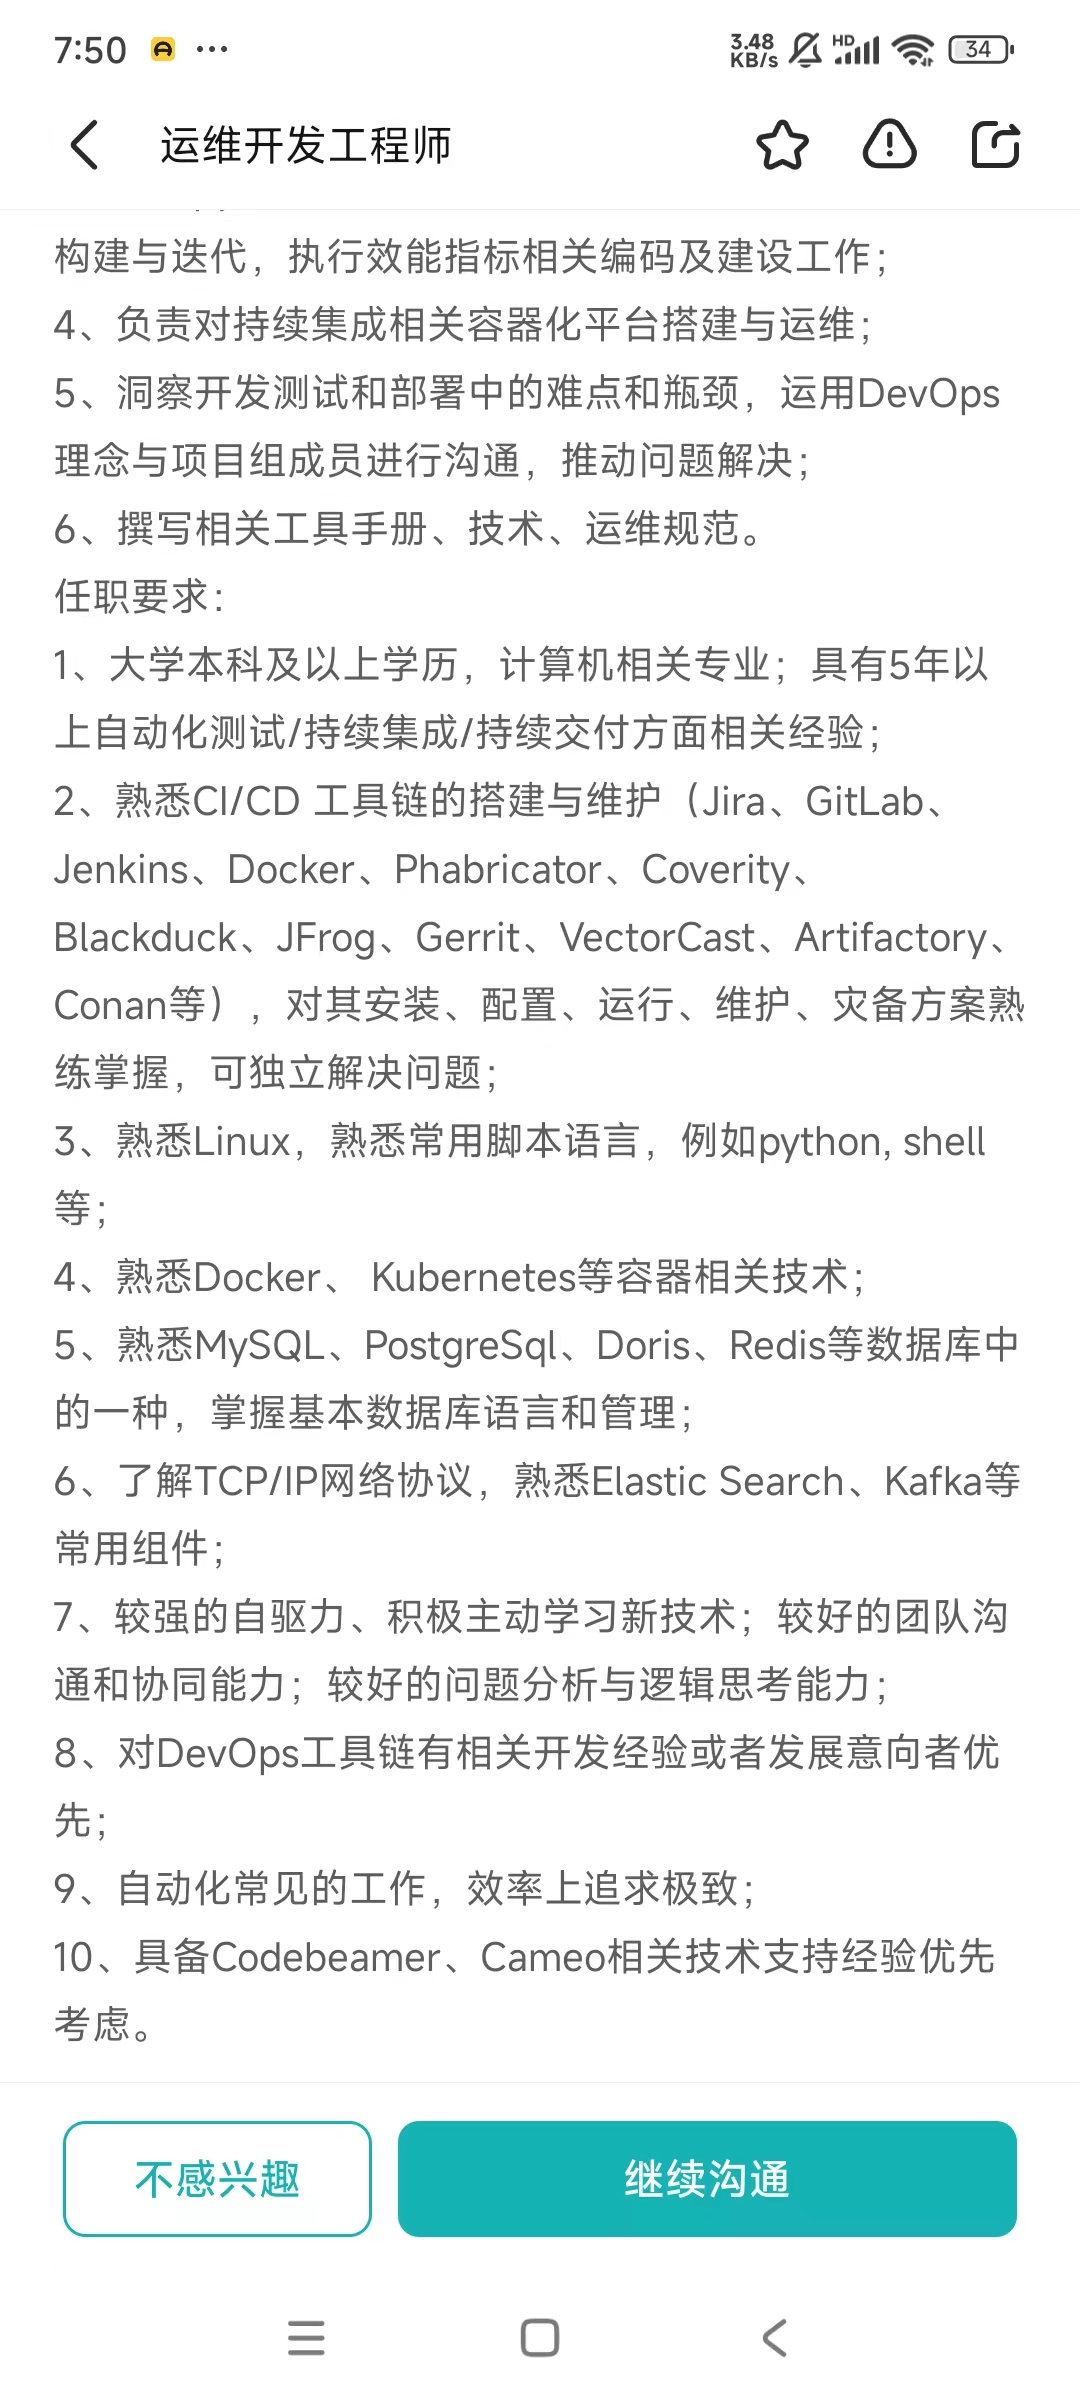 7:50
3.48
KB/s
HD
34
运维开发工程师
构建与迭代，执行效能指标相关编码及建设工作；
4、负责对持续集成相关容器化平台搭建与运维；
5、洞察开发测试和部署中的难点和瓶颈，运用DevOps
理念与项目组成员进行沟通，推动问题解决；
6、撰写相关工具手册、技术、运维规范。
任职要求：
1、大学本科及以上学历，计算机相关专业；具有5年以
上自动化测试/持续集成/持续交付方面相关经验；
2、熟悉CI/CD 工具链的搭建与维护（Jira、GitLab、
Jenkins、Docker、Phabricator、Coverity、
Blackduck、JFrog、Gerrit、VectorCast、Artifactory、
Conan等），对其安装、配置、运行、维护、灾备方案熟
练掌握，可独立解决问题；
3、熟悉Linux，熟悉常用脚本语言，例如python, shell
等；
4、熟悉Docker、 Kubernetes等容器相关技术；
5、熟悉MySQL、PostgreSql、Doris、Redis等数据库中
的一种，掌握基本数据库语言和管理；
6、了解TCP/IP网络协议，熟悉Elastic Search、Kafka等
常用组件；
7、较强的自驱力、积极主动学习新技术；较好的团队沟
通和协同能力；较好的问题分析与逻辑思考能力；
8、对DevOps工具链有相关开发经验或者发展意向者优
先；
9、自动化常见的工作，效率上追求极致；
10、具备Codebeamer、Cameo相关技术支持经验优先
考虑。
不感兴趣
继续沟通